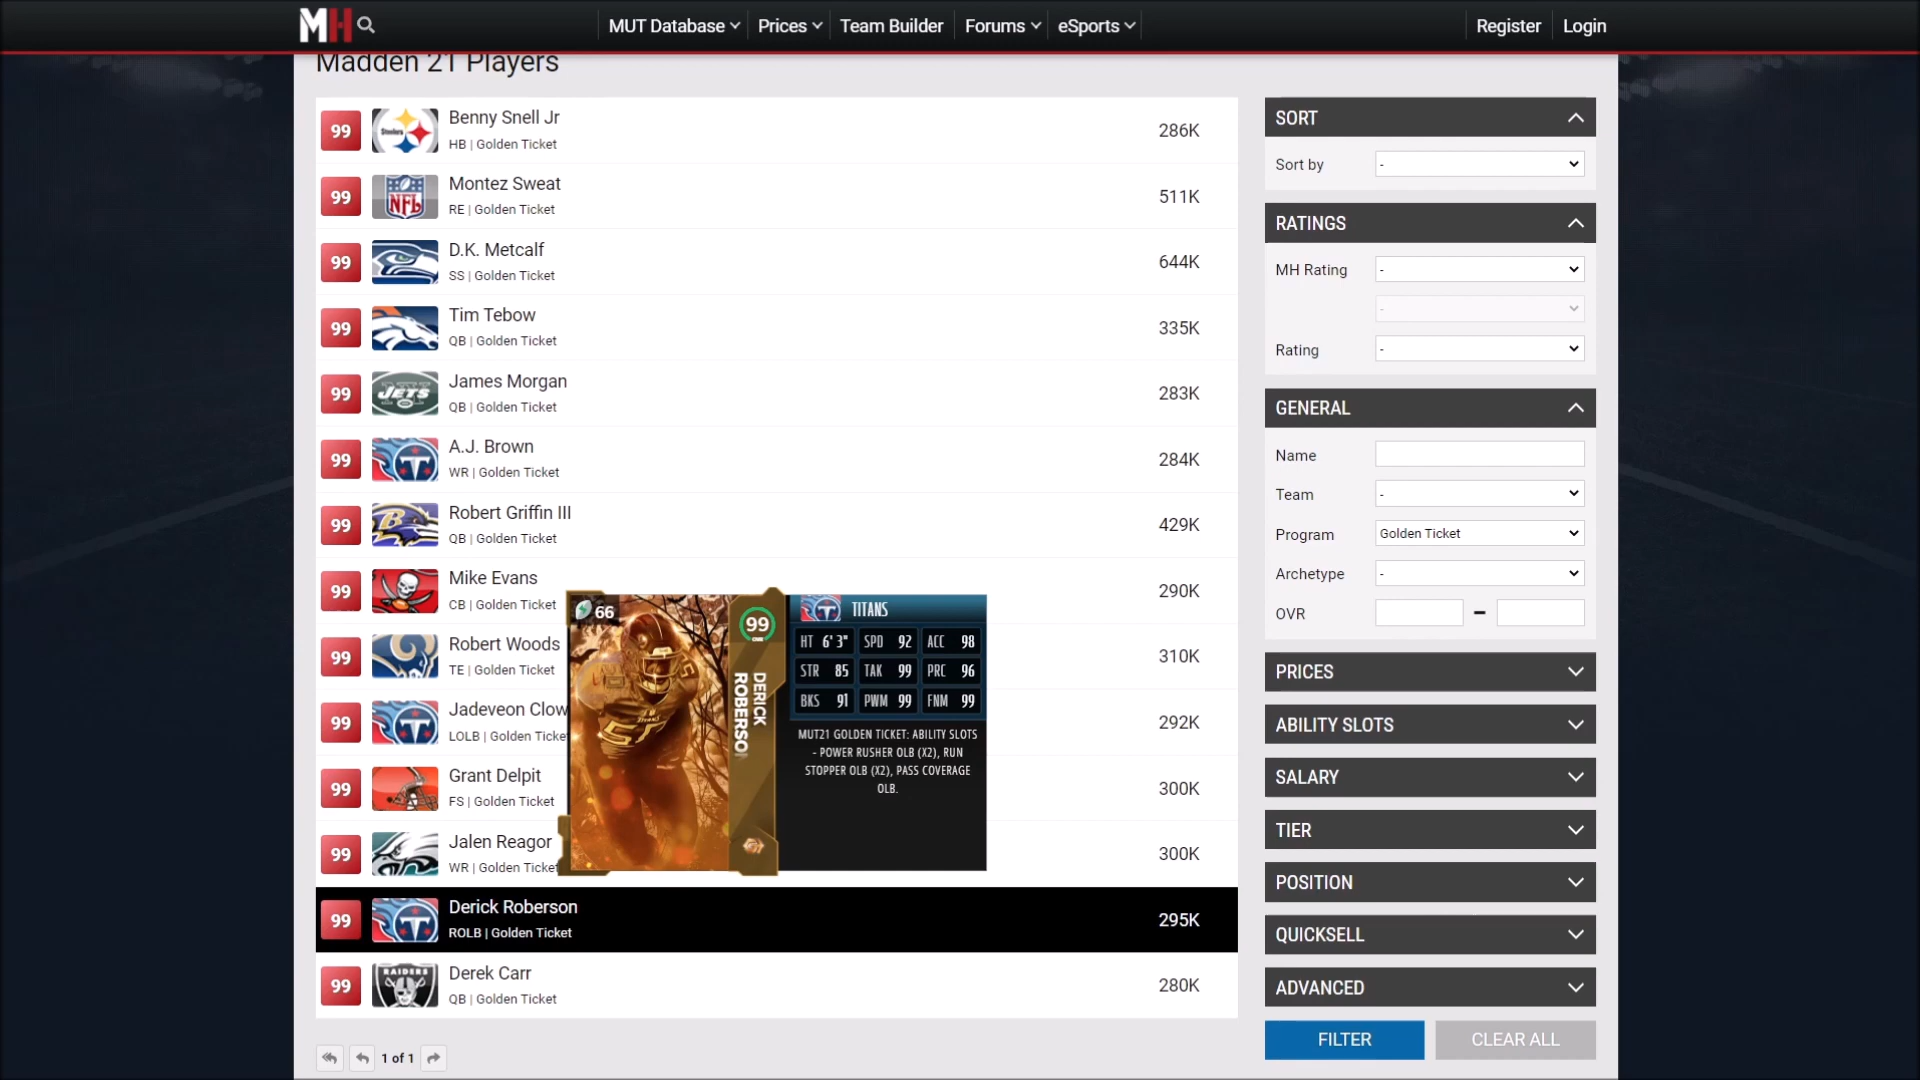 MH
MUT Database
Prices
Team Builder
Forums
eSports
Register
Login
Madden 21 Players
99
Steelers
Benny Snell Jr
HB | Golden Ticket
286K
99
NFL
Montez Sweat
RE | Golden Ticket
511K
99
D.K. Metcalf
SS | Golden Ticket
644K
99
Tim Tebow
QB | Golden Ticket
335K
99
JETS
James Morgan
QB | Golden Ticket
283K
99
T
A.J. Brown
WR | Golden Ticket
284K
99
B
Robert Griffin III
QB | Golden Ticket
429K
99
Mike Evans
CB | Golden Ticket
290K
99
Robert Woods
TE | Golden Ticket
310K
99
T
Jadeveon Clow
LOLB | Golden Ticke
292K
99
Grant Delpit
FS | Golden Ticket
300K
99
Jalen Reagor
WR | Golden Ticket
300K
99
T
Derick Roberson
ROLB | Golden Ticket
295K
99
RAIDERS
Derek Carr
QB | Golden Ticket
280K
1 of 1
66
99
OVR
DERICK
ROBERSON
T
TITANS
HT 6' 3" SPD 92 ACC 98
STR 85 TAK 99 PRC 96
BKS 91 PWM 99 FNM 99
MUT21 GOLDEN TICKET: ABILITY SLOTS
- POWER RUSHER OLB (X2), RUN
STOPPER OLB (X2), PASS COVERAGE
OLB.
SORT
Sort by -
RATINGS
MH Rating -
-
Rating -
GENERAL
Name
Team -
Program Golden Ticket
Archetype -
OVR –
PRICES
ABILITY SLOTS
SALARY
TIER
POSITION
QUICKSELL
ADVANCED
FILTER
CLEAR ALL